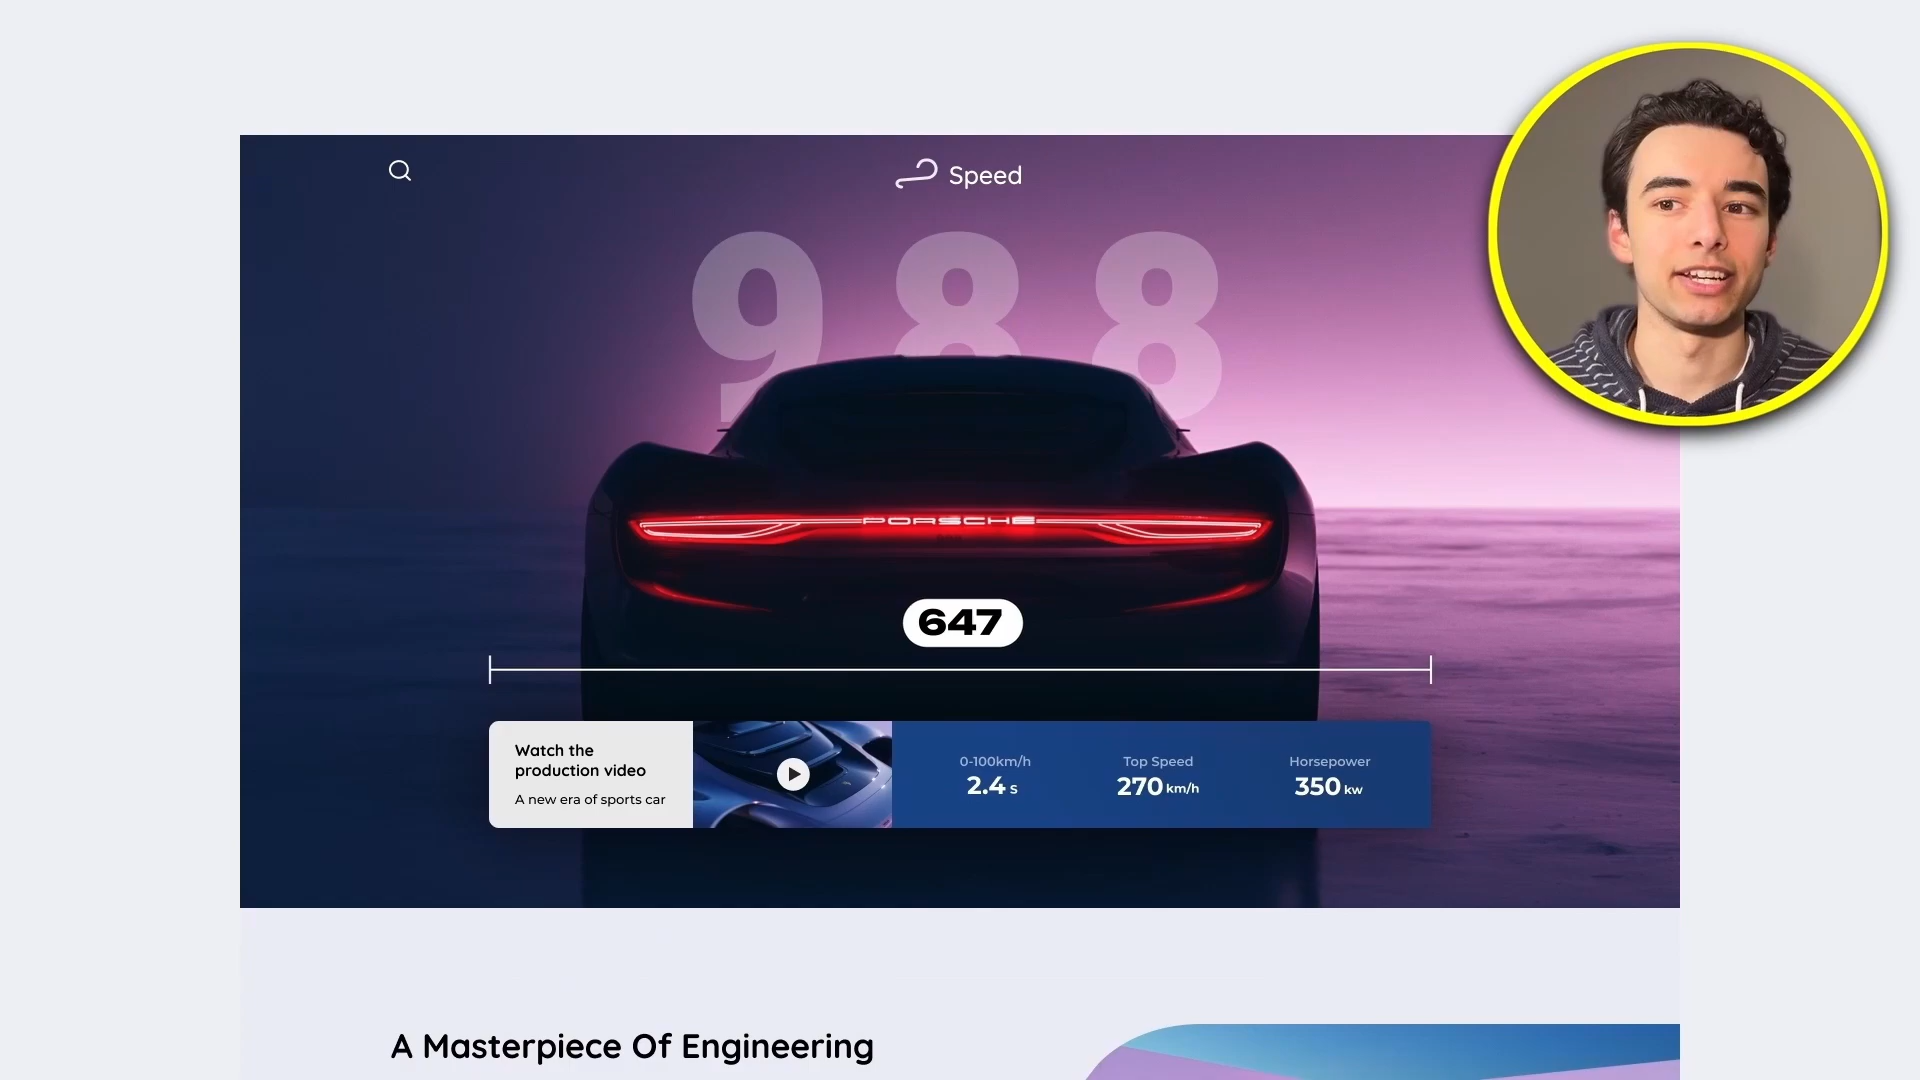 Speed
988
PORSCHE
647
Watch the
production video
A new era of sports car
0-100km/h
2.4 s
Top Speed
270 km/h
Horsepower
350 kw
A Masterpiece Of Engineering